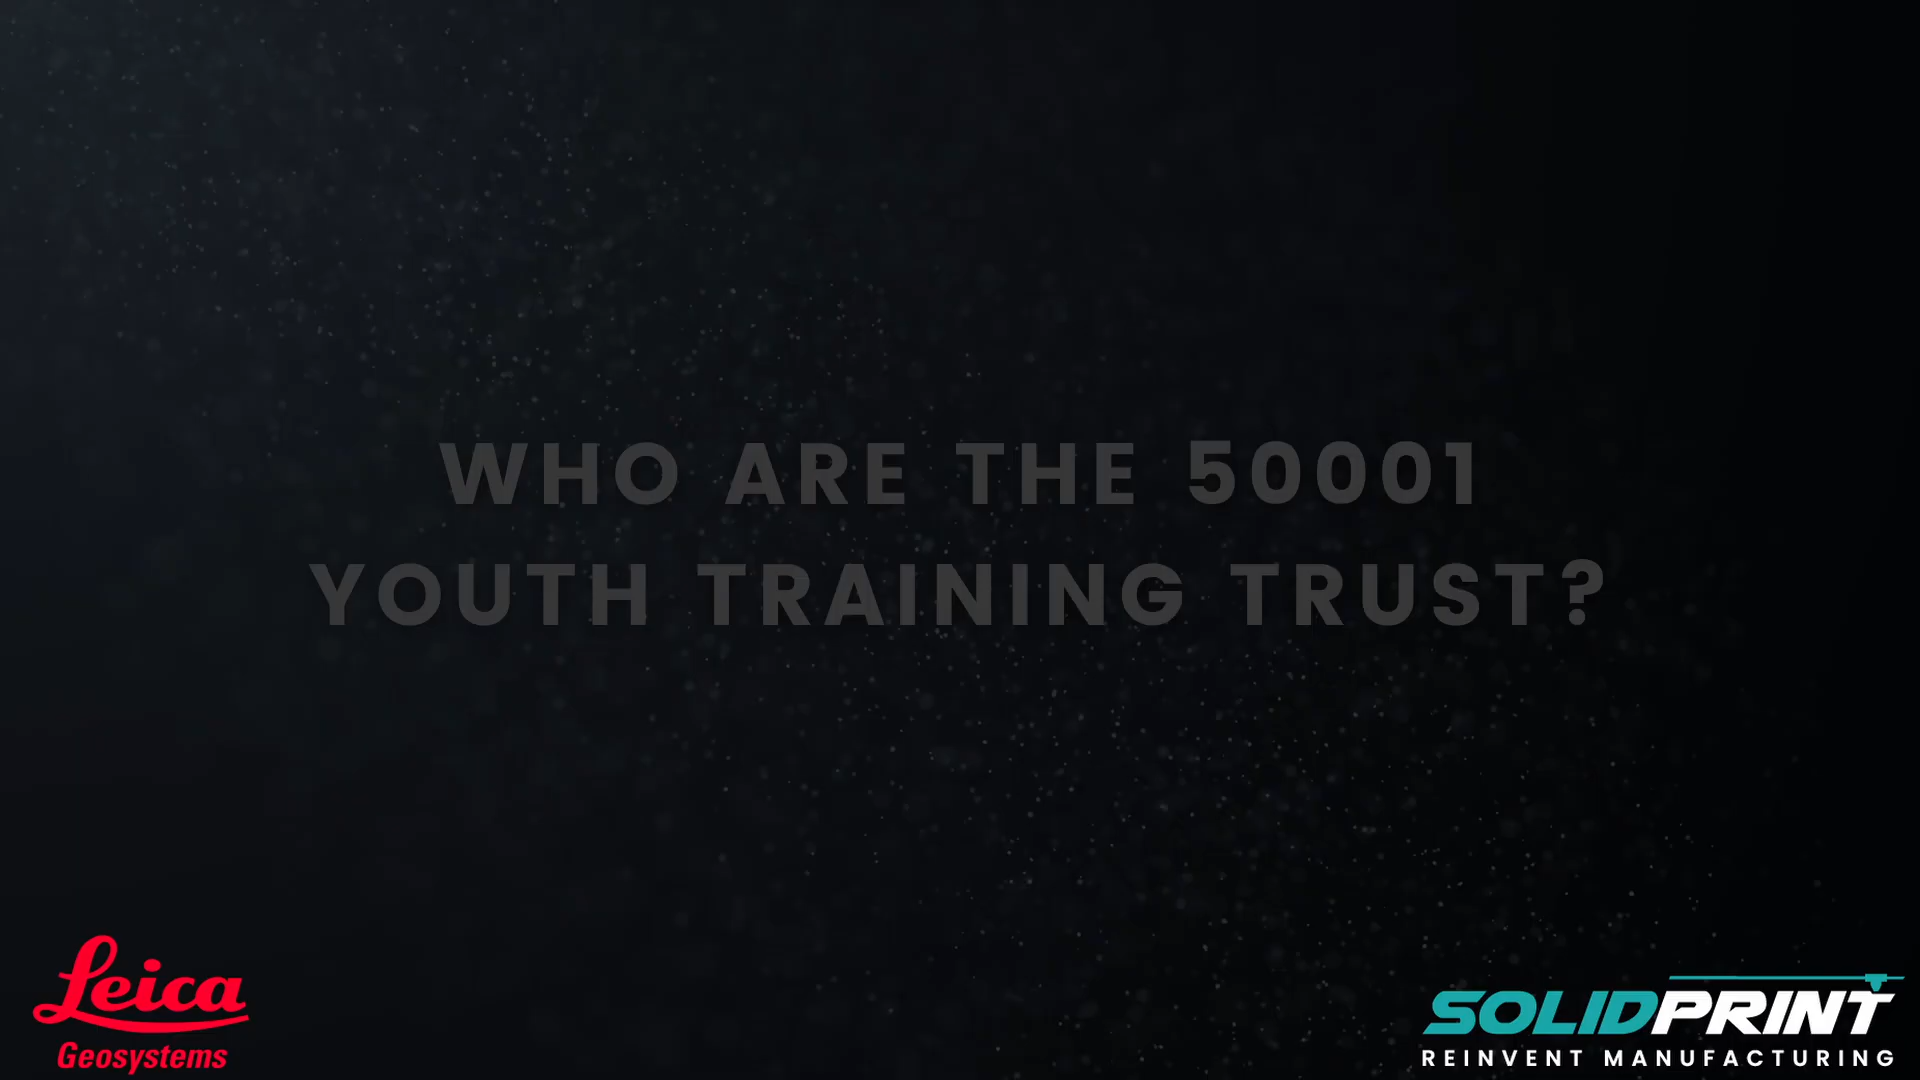 WHO ARE THE 50001
YOUTH TRAINING TRUST?
Leica
Geosystems
SOLIDPRINT
REINVENT MANUFACTURING